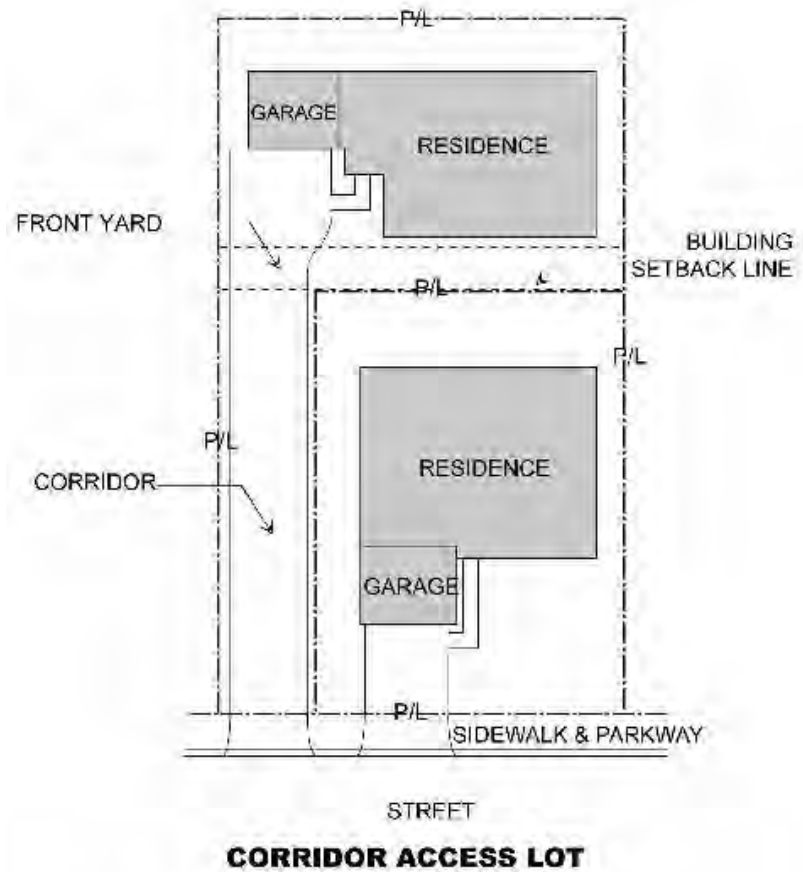 P/L
GARAGE
RESIDENCE
FRONT YARD
BUILDING
SETBACK LINE
P/L
P/L
P/L
RESIDENCE
CORRIDOR
GARAGE
P/L
SIDEWALK & PARKWAY
STREET
CORRIDOR ACCESS LOT